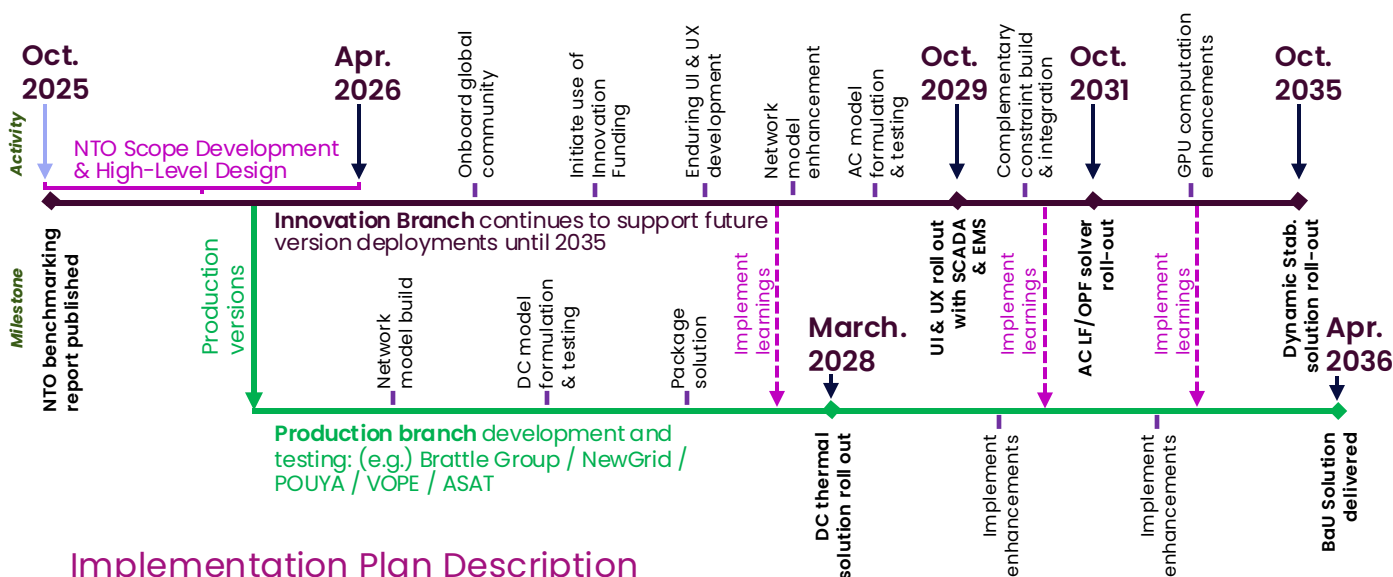 Oct.
2025
Apr.
2026
Onboard global
community
Initiate use of
Innovation
Funding
Enduring UI & UX
development
Network
model
enhancement
AC model
formulation
& testing
Oct.
2029
Complementary
constraint build
& integration
Oct.
2031
GPU computation
enhancements
Oct.
2035
Activity
NTO Scope Development
& High-Level Design
Innovation Branch continues to support future
version deployments until 2035
Milestone
NTO benchmarking
report published
Production
versions
Network
model build
DC model
formulation
& testing
Package
solution
Implement
learnings
March.
2028
UI & UX roll out
with SCADA
& EMS
Implement
learnings
AC LF/OPF solver
roll-out
Implement
learnings
Dynamic Stab.
solution roll-out
Apr.
2036
Production branch development and
testing: (e.g.) Brattle Group / NewGrid /
POUYA / VOPE / ASAT
DC thermal
solution roll out
Implement
enhancements
Implement
enhancements
BaU Solution
delivered
Implementation Plan Description